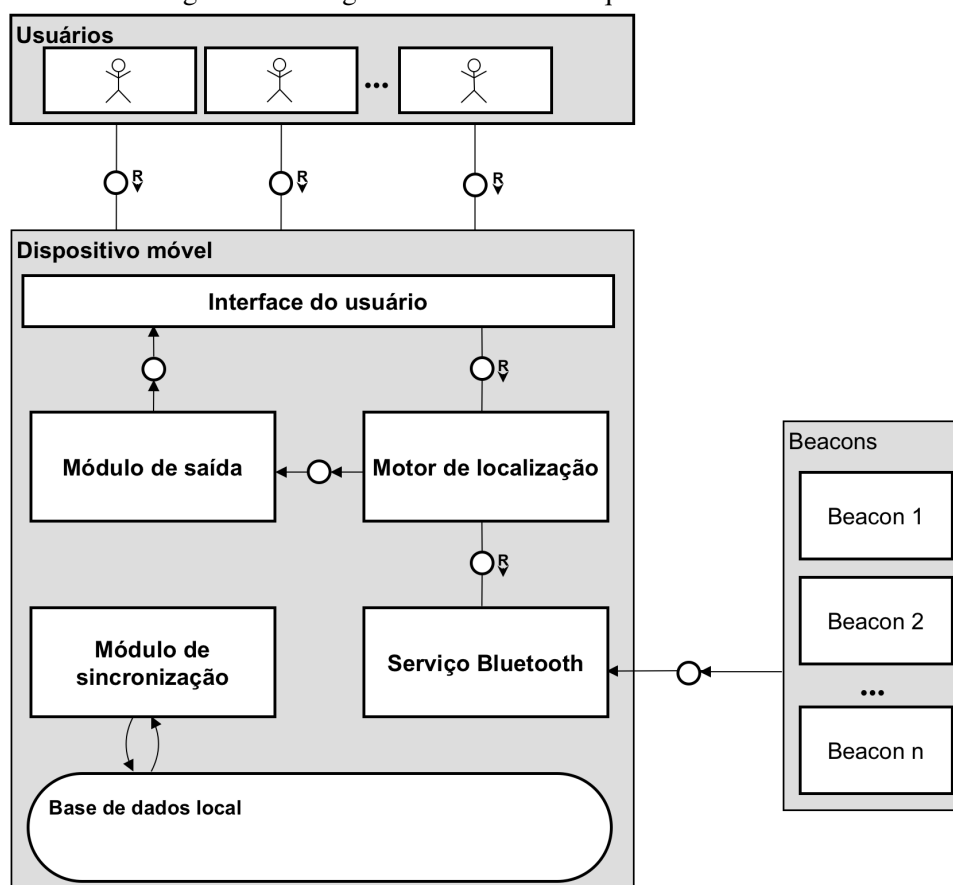 Usuários
...
R
R
R
Dispositivo móvel
Interface do usuário
R
Módulo de saída
Motor de localização
Beacons
Beacon 1
R
Módulo de
sincronização
Serviço Bluetooth
Beacon 2
...
Beacon n
Base de dados local